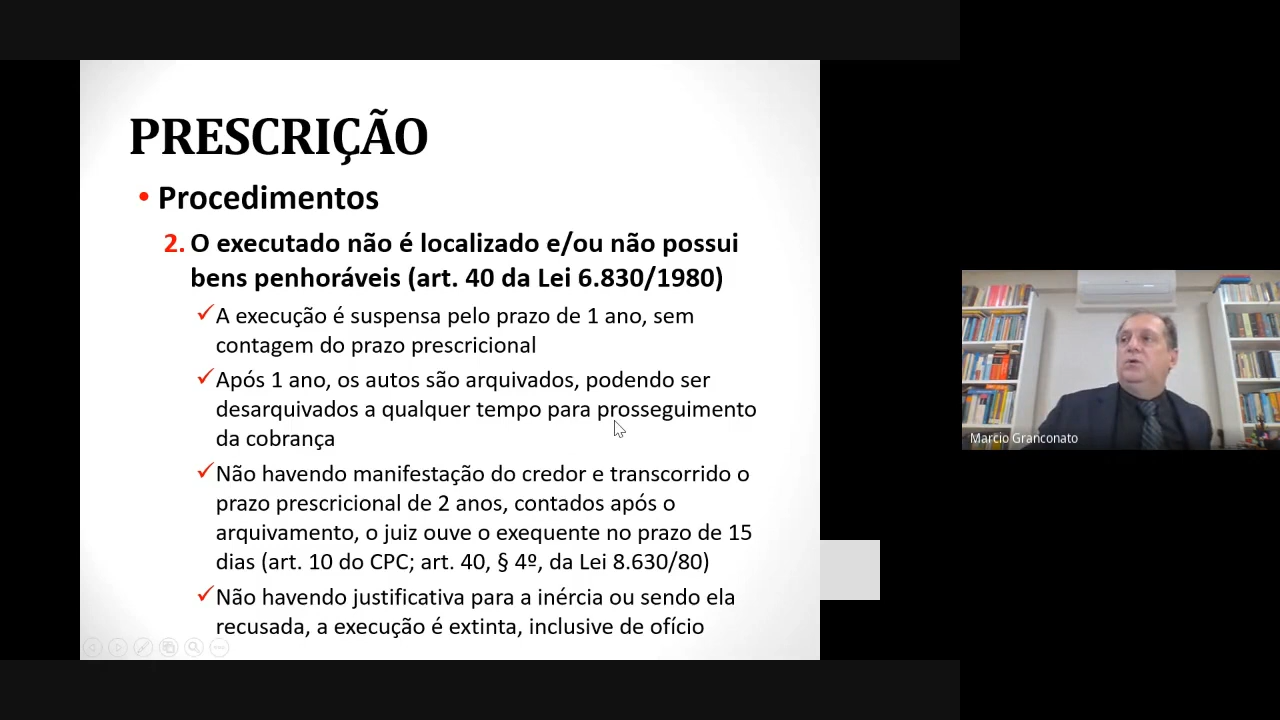 PRESCRIÇÃO
• Procedimentos
2. O executado não é localizado e/ou não possui
bens penhoráveis (art. 40 da Lei 6.830/1980)
✓A execução é suspensa pelo prazo de 1 ano, sem
contagem do prazo prescricional
✓Após 1 ano, os autos são arquivados, podendo ser
desarquivados a qualquer tempo para prosseguimento
da cobrança
✓Não havendo manifestação do credor e transcorrido o
prazo prescricional de 2 anos, contados após o
arquivamento, o juiz ouve o exequente no prazo de 15
dias (art. 10 do CPC; art. 40, § 4º, da Lei 8.630/80)
✓Não havendo justificativa para a inércia ou sendo ela
recusada, a execução é extinta, inclusive de ofício
Marcio Granconato